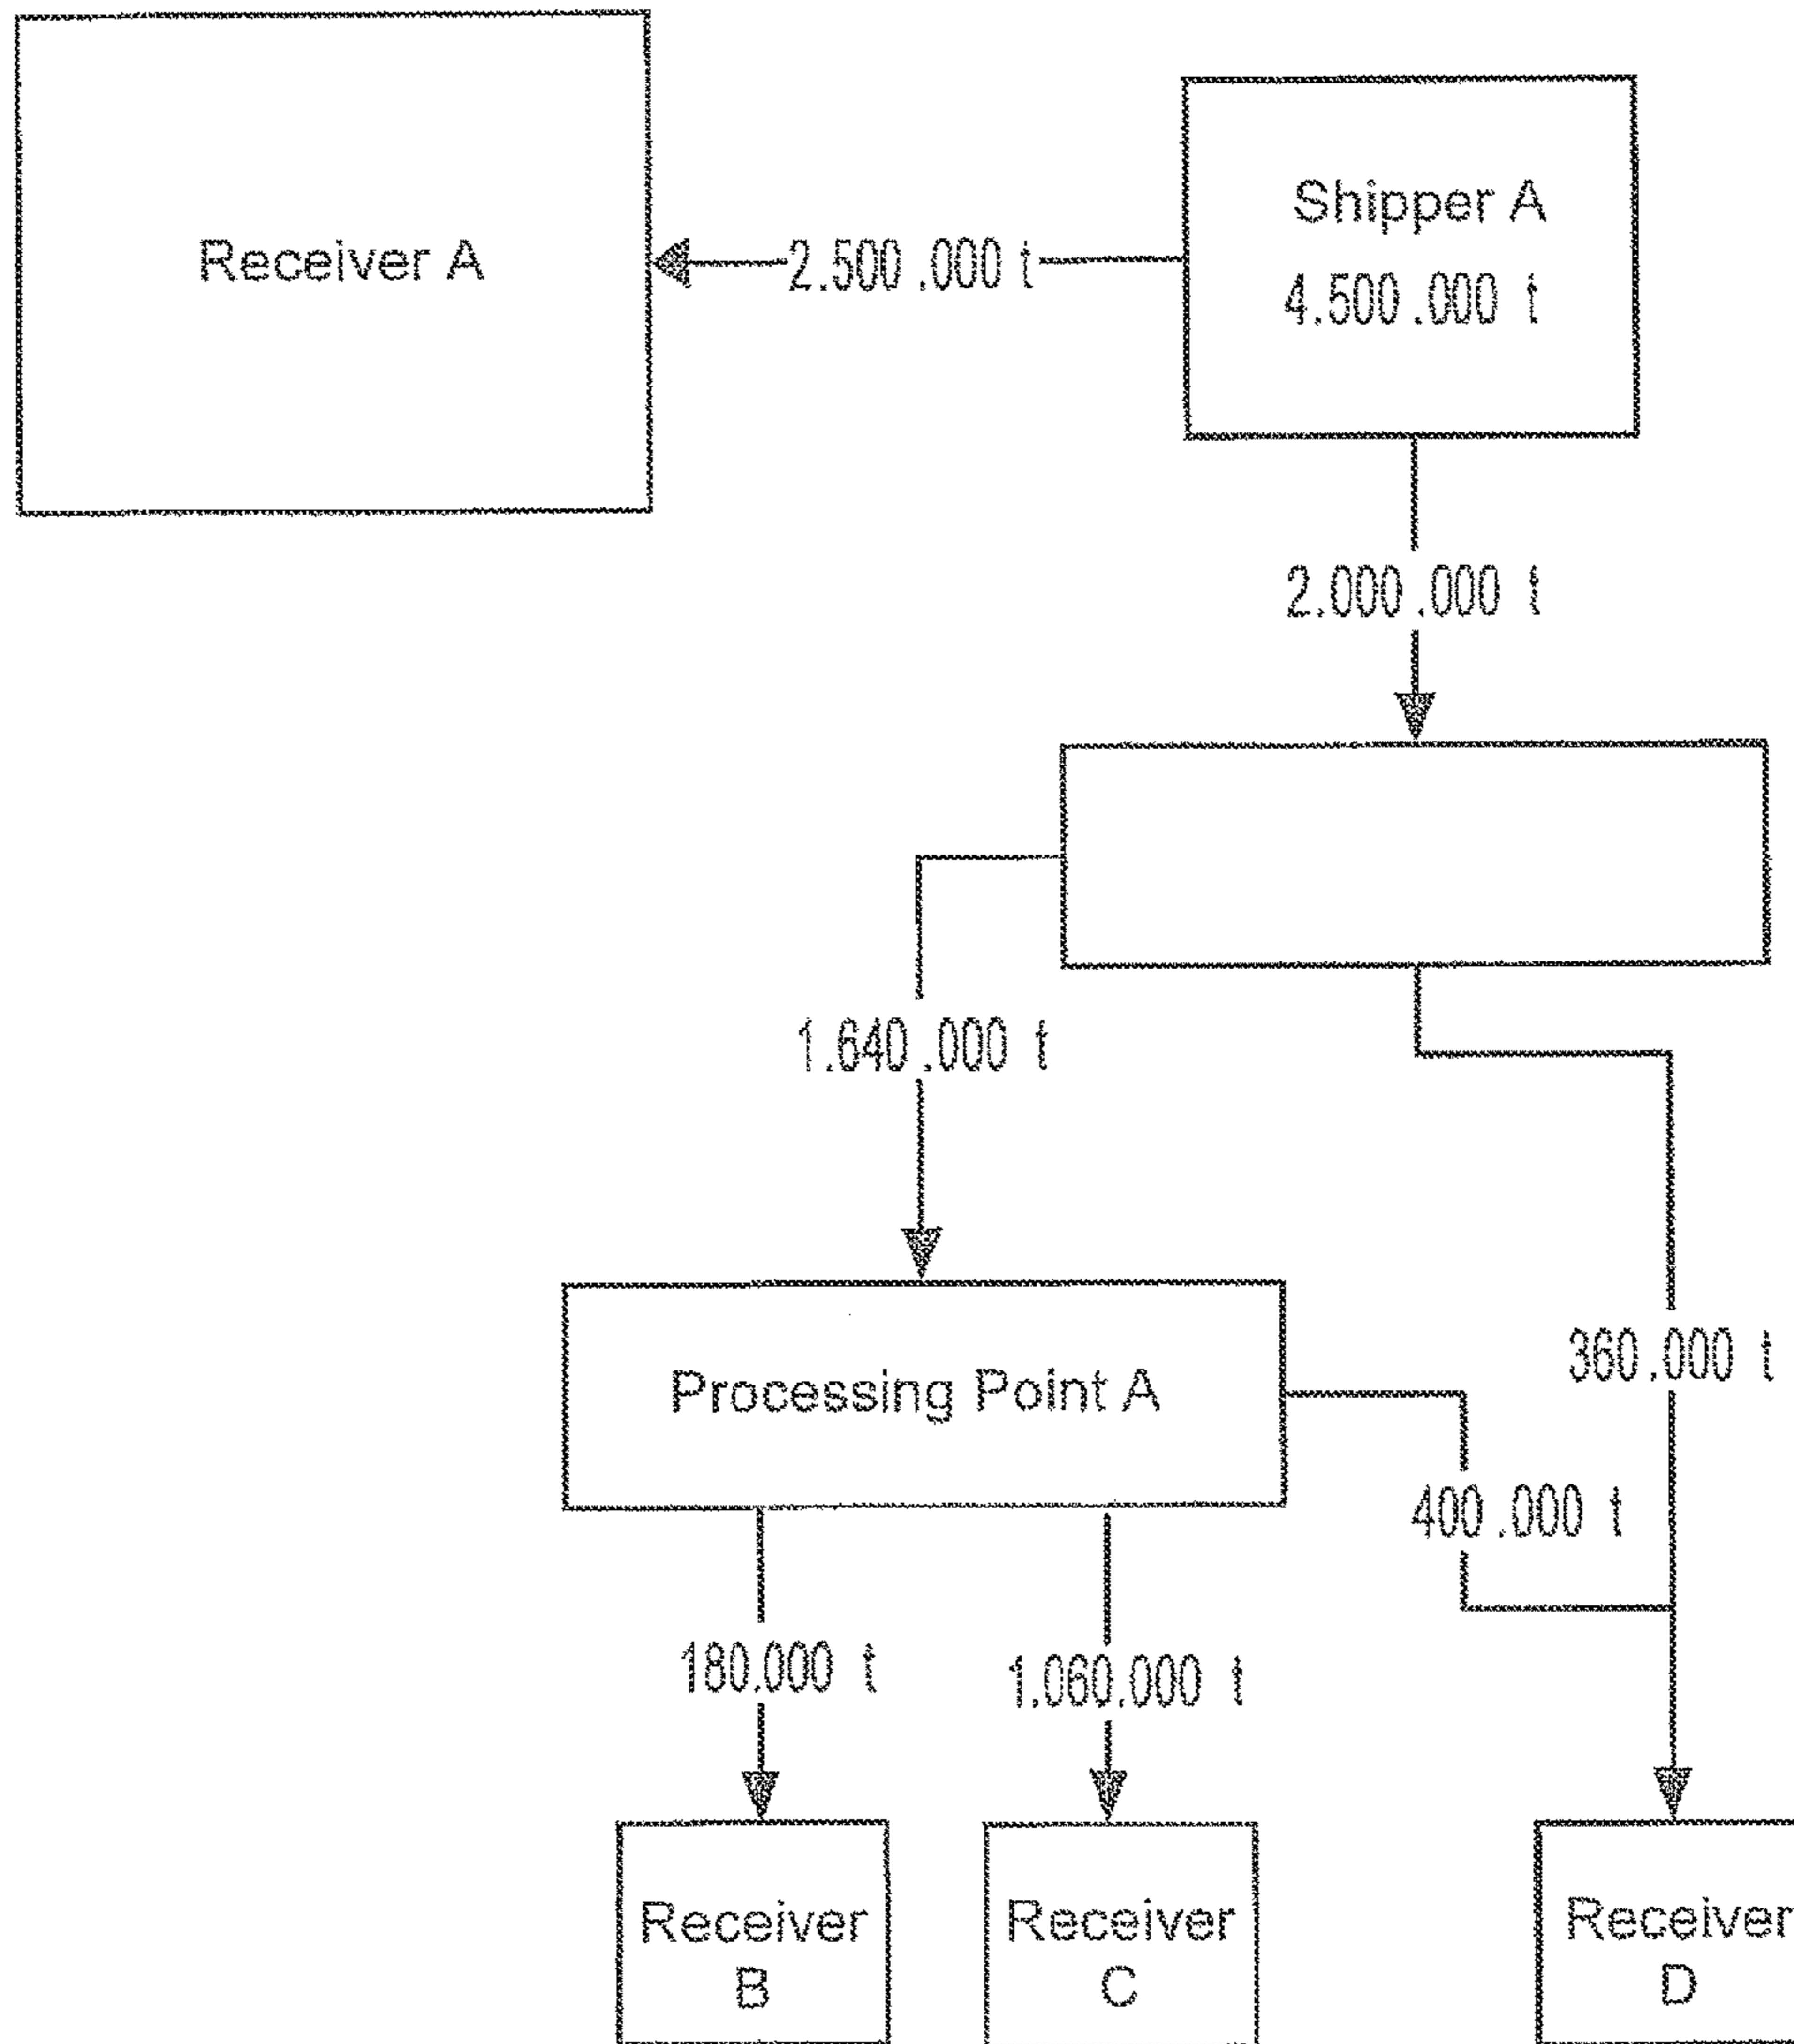 Receiver A
2.500.000 t
Shipper A
4.500.000 t
2.000.000 t
1.640.000 t
360.000 t
Processing Point A
400.000 t
180.000 t
1.060.000 t
Receiver
B
Receiver
C
Receiver
D